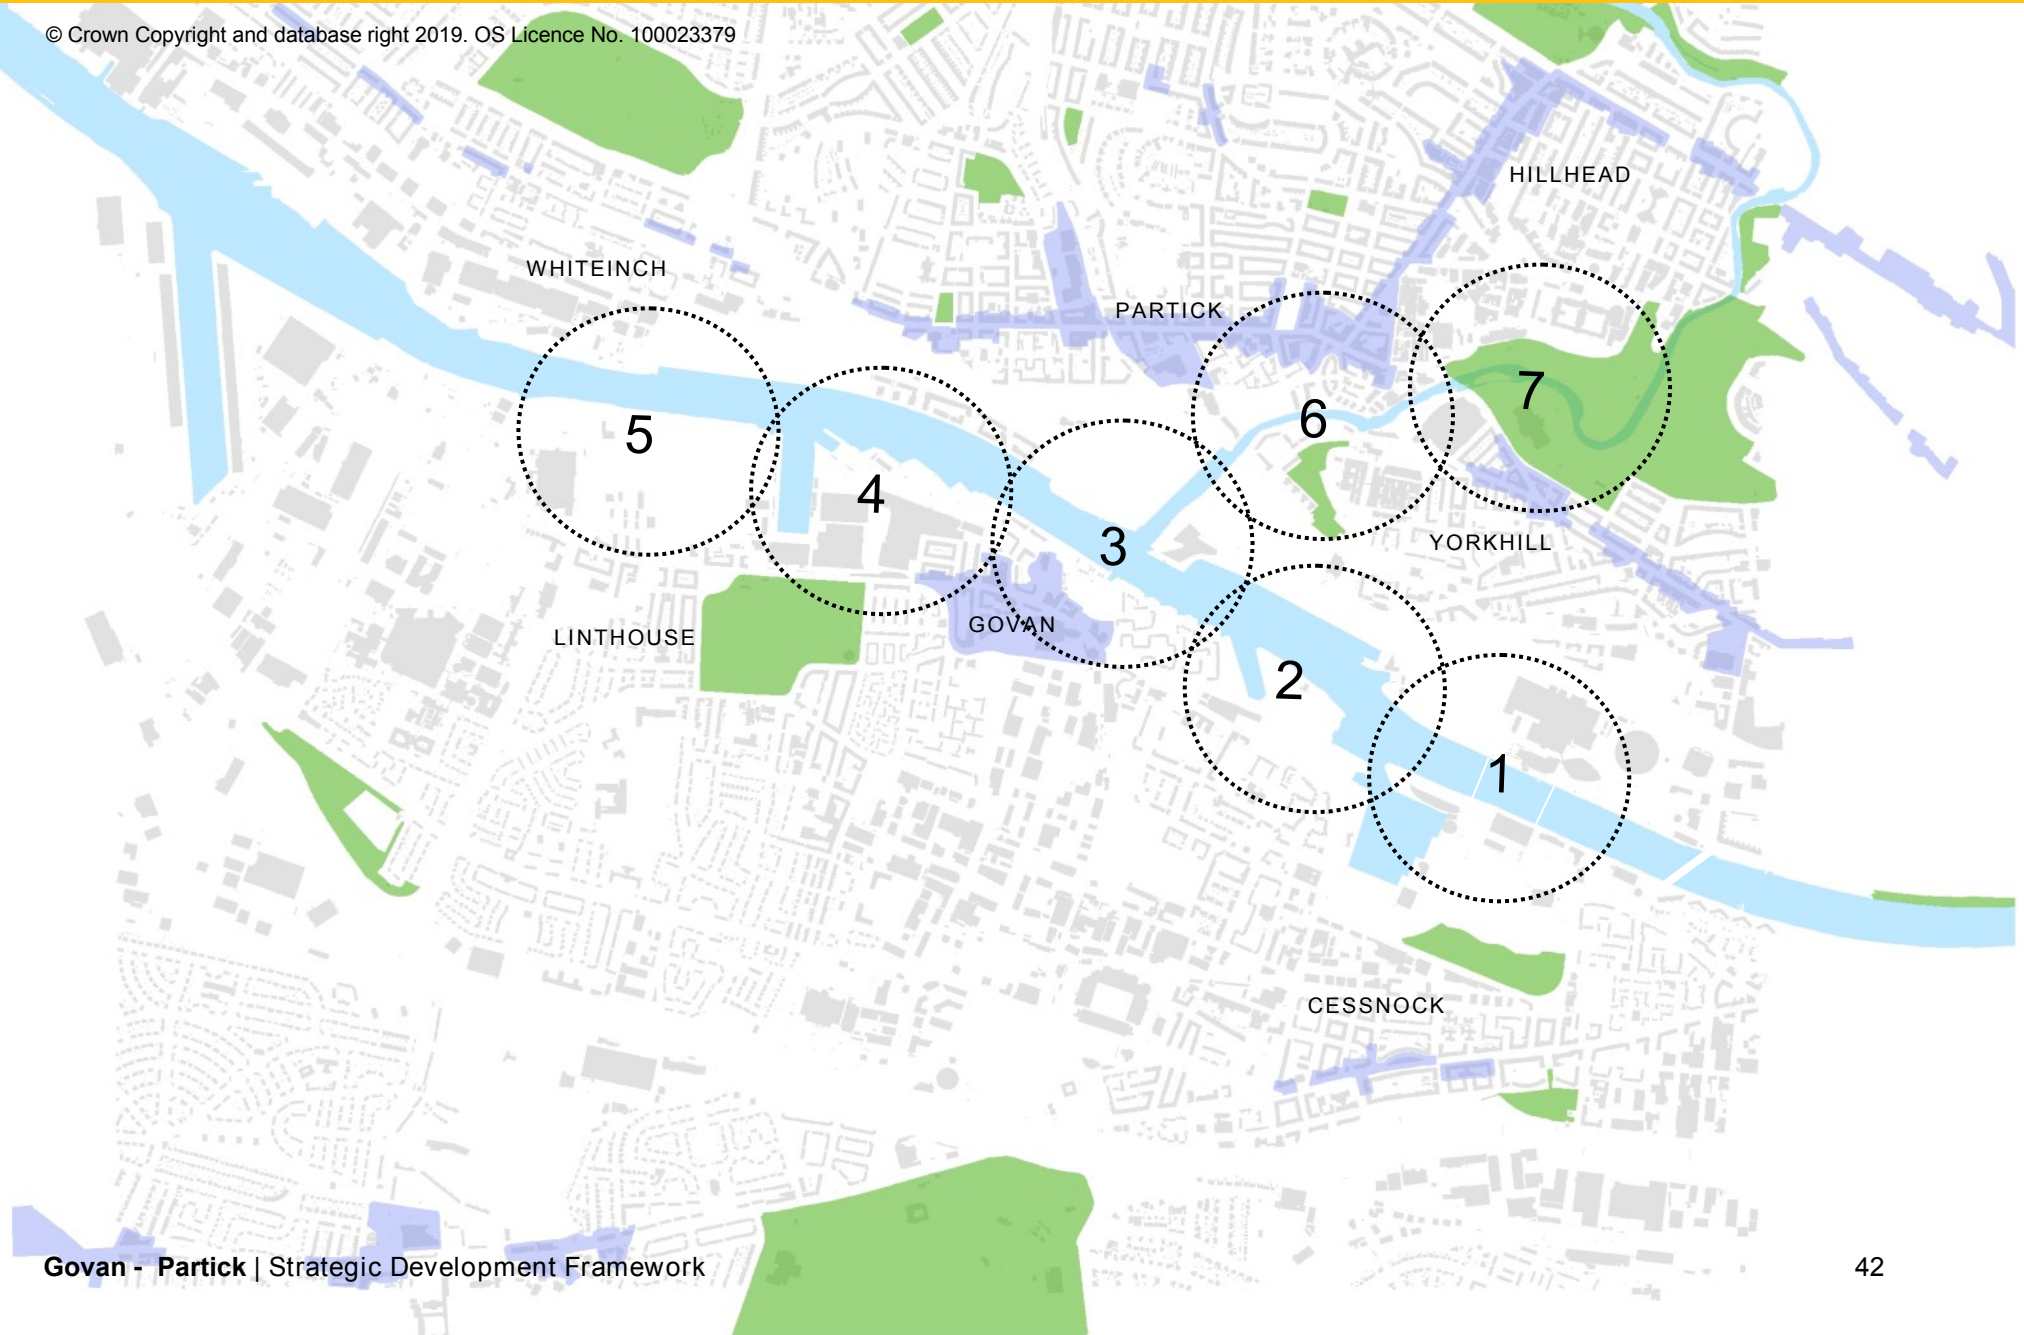 © Crown Copyright and database right 2019. OS Licence No. 100023379
HILLHEAD
WHITEINCH
PARTICK
7
6
5
4
3
YORKHILL
GOVAN
LINTHOUSE
2
1
CESSNOCK
Govan - Partick | Strategic Development Framework
42